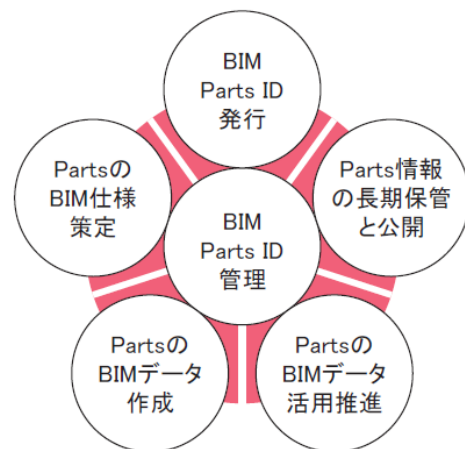 BIM
Parts ID
発行
Partsの
BIM仕様
策定
Parts情報
の長期保管
と公開
BIM
Parts ID
管理
Partsの
BIMデータ
作成
Partsの
BIMデータ
活用推進